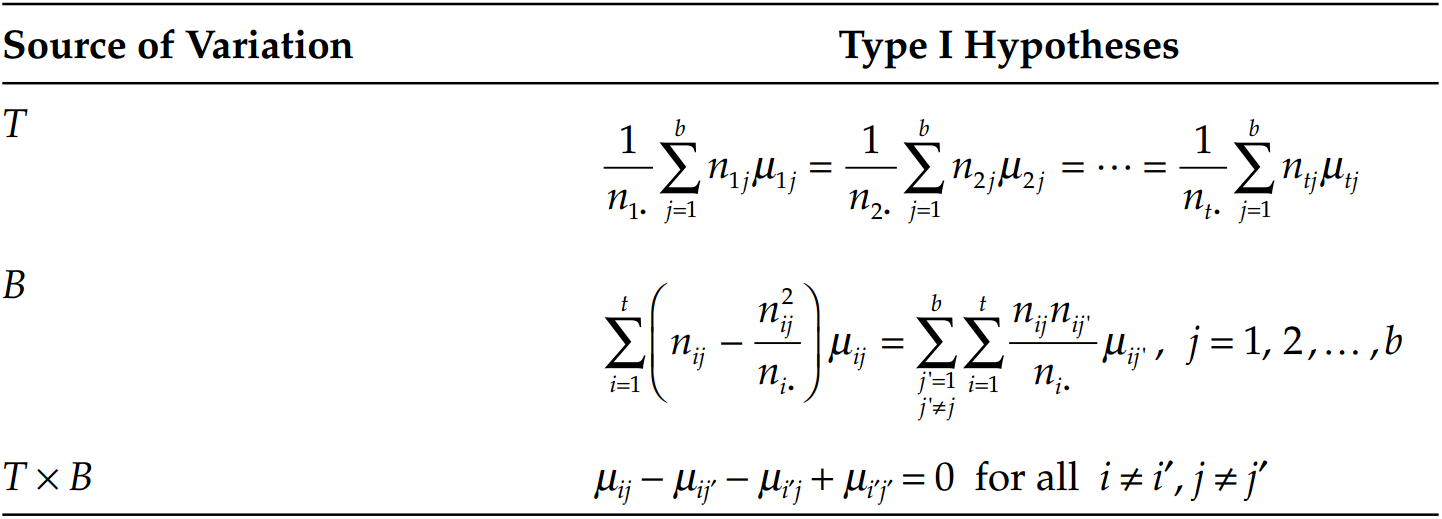 Source of Variation Type I Hypotheses
T $\frac{1}{n_{1\cdot}} \sum_{j=1}^{b} n_{1j}\mu_{1j} = \frac{1}{n_{2\cdot}} \sum_{j=1}^{b} n_{2j}\mu_{2j} = \cdots = \frac{1}{n_{t\cdot}} \sum_{j=1}^{b} n_{tj}\mu_{tj}$
B $\sum_{i=1}^{t} \left( n_{ij} - \frac{n_{ij}^2}{n_{i\cdot}} \right) \mu_{ij} = \sum_{\substack{j'=1 \\ j' \neq j}}^{b} \sum_{i=1}^{t} \frac{n_{ij} n_{ij'}}{n_{i\cdot}} \mu_{ij'}, \; j = 1, 2, \ldots, b$
T × B $\mu_{ij} - \mu_{ij'} - \mu_{i'j} + \mu_{i'j'} = 0$ for all $i \neq i', j \neq j'$